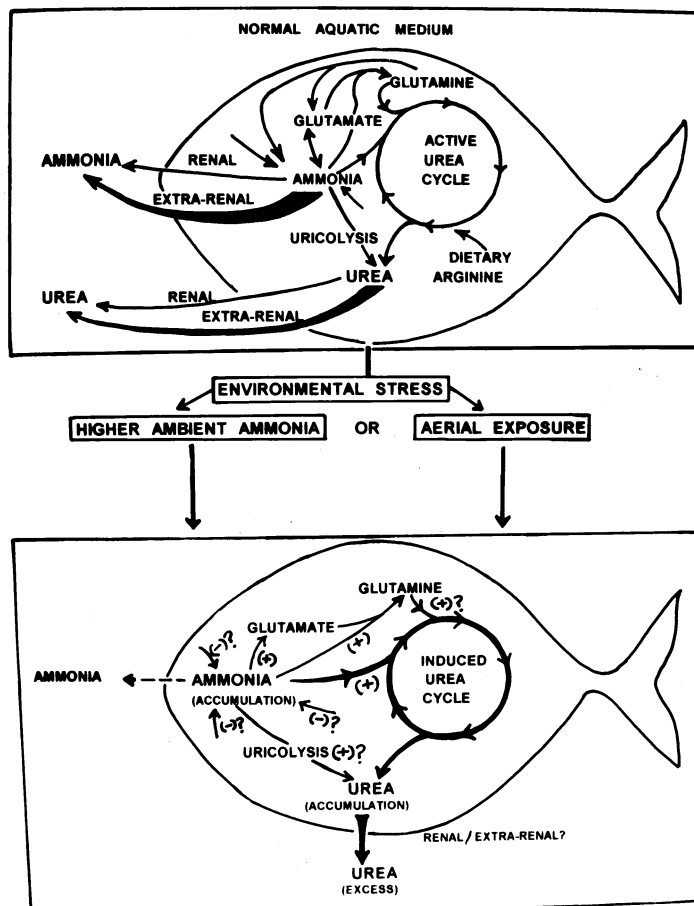 NORMAL AQUATIC MEDIUM
GLUTAMINE
GLUTAMATE
ACTIVE
UREA
CYCLE
AMMONIA
RENAL
AMMONIA
EXTRA-RENAL
URICOLYSIS
DIETARY
ARGININE
UREA
UREA
RENAL
EXTRA-RENAL
ENVIRONMENTAL STRESS
HIGHER AMBIENT AMMONIA OR AERIAL EXPOSURE
GLUTAMINE
(+)?
GLUTAMATE
(-)?
(+)
(+)
AMMONIA
AMMONIA
(+)
INDUCED
UREA
CYCLE
(ACCUMULATION)
(-)?
(-)?
URICOLYSIS (+)?
UREA
(ACCUMULATION)
RENAL/EXTRA-RENAL?
UREA
(EXCESS)